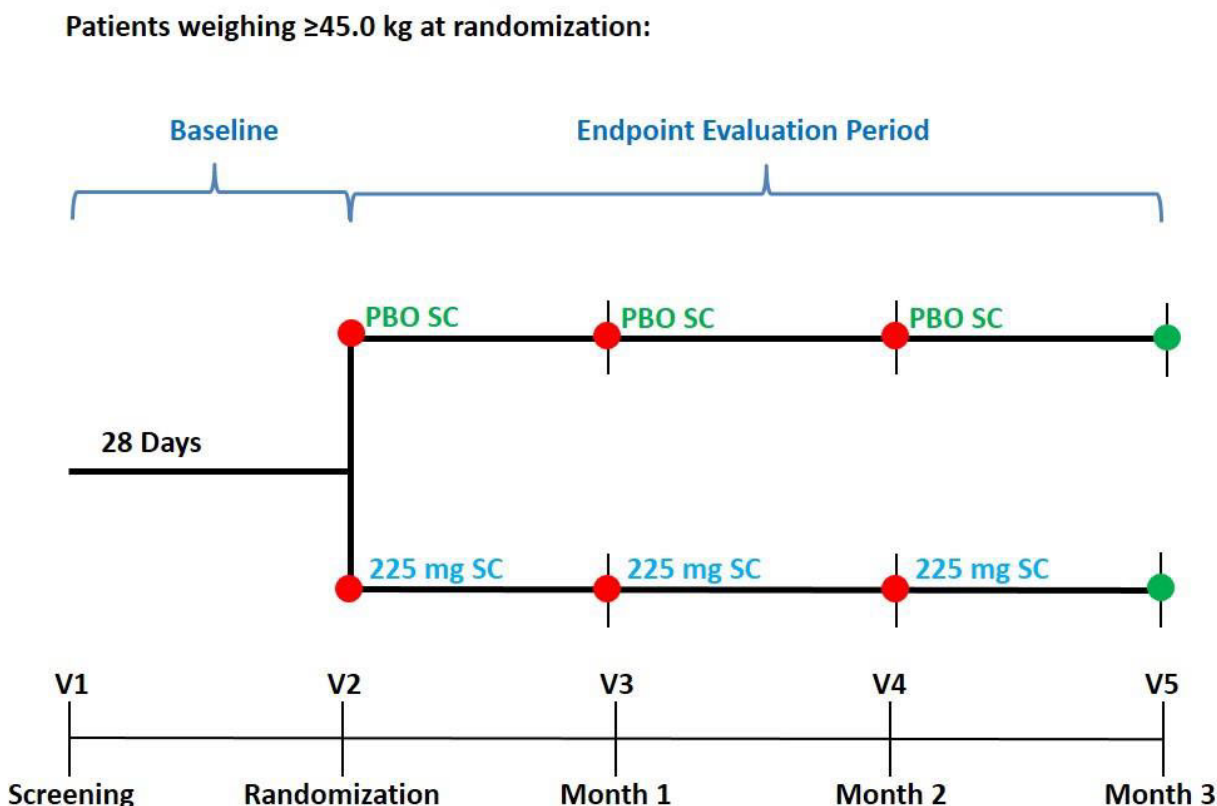 Patients weighing ≥45.0 kg at randomization:
Baseline
Endpoint Evaluation Period
PBO SC
PBO SC
PBO SC
28 Days
225 mg SC
225 mg SC
225 mg SC
V1
V2
V3
V4
V5
Screening
Randomization
Month 1
Month 2
Month 3